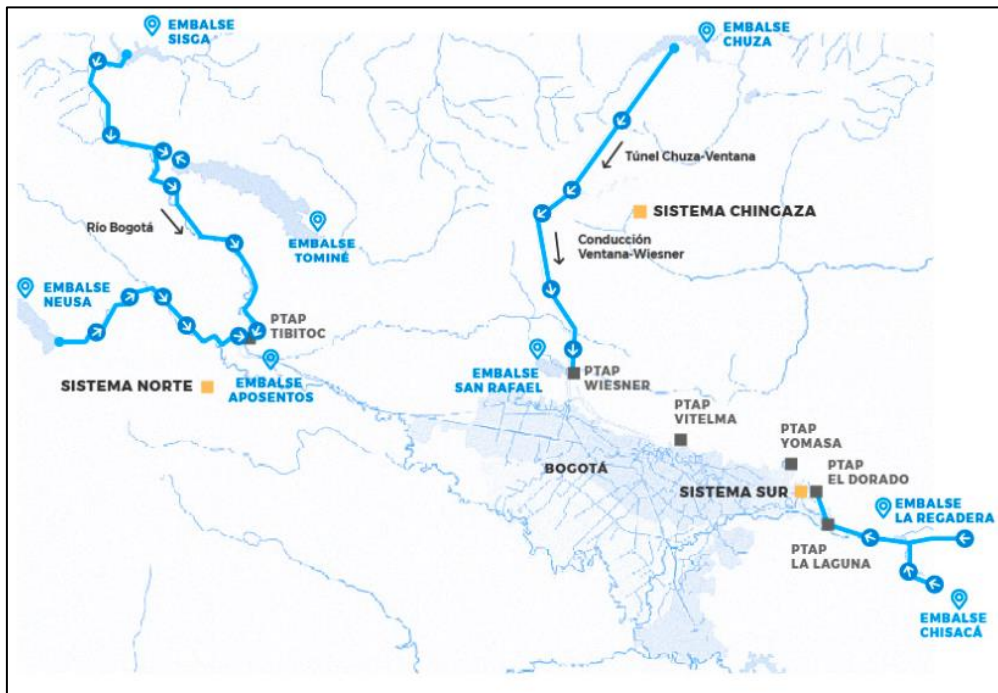 EMBALSE
SISGA
EMBALSE
CHUZA
Túnel Chuza-Ventana
SISTEMA CHINGAZA
Río Bogotá
EMBALSE
TOMINÉ
Conducción
Ventana-Wiesner
EMBALSE
NEUSA
PTAP
TIBITOC
EMBALSE
APOSENTOS
SISTEMA NORTE
EMBALSE
SAN RAFAEL
PTAP
WIESNER
PTAP
VITELMA
PTAP
YOMASA
BOGOTÁ
PTAP
EL DORADO
SISTEMA SUR
EMBALSE
LA REGADERA
PTAP
LA LAGUNA
EMBALSE
CHISACÁ